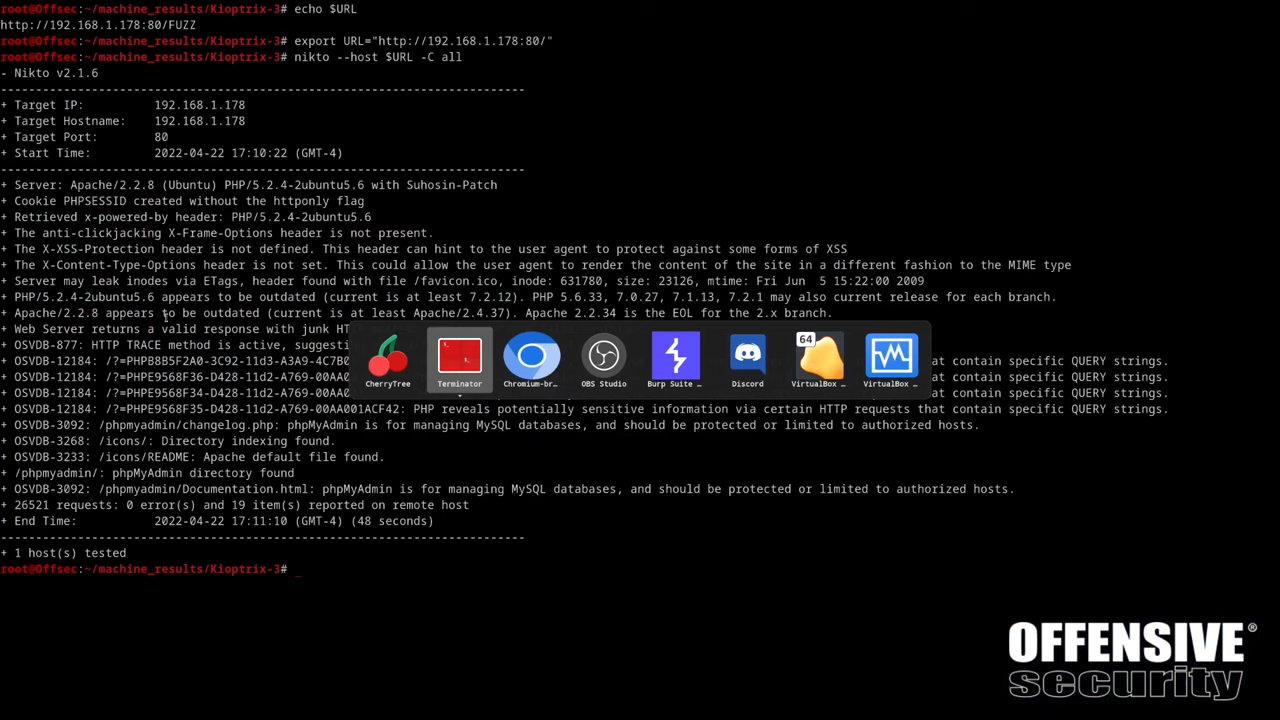 root@Offsec:~/machine_results/Kioptrix-3# echo $URL
http://192.168.1.178:80/FUZZ
root@Offsec:~/machine_results/Kioptrix-3# export URL="http://192.168.1.178:80/"
root@Offsec:~/machine_results/Kioptrix-3# nikto --host $URL -C all
- Nikto v2.1.6
---------------------------------------------------------------------------
+ Target IP:          192.168.1.178
+ Target Hostname:    192.168.1.178
+ Target Port:        80
+ Start Time:         2022-04-22 17:10:22 (GMT-4)
---------------------------------------------------------------------------
+ Server: Apache/2.2.8 (Ubuntu) PHP/5.2.4-2ubuntu5.6 with Suhosin-Patch
+ Cookie PHPSESSID created without the httponly flag
+ Retrieved x-powered-by header: PHP/5.2.4-2ubuntu5.6
+ The anti-clickjacking X-Frame-Options header is not present.
+ The X-XSS-Protection header is not defined. This header can hint to the user agent to protect against some forms of XSS
+ The X-Content-Type-Options header is not set. This could allow the user agent to render the content of the site in a different fashion to the MIME type
+ Server may leak inodes via ETags, header found with file /favicon.ico, inode: 631780, size: 23126, mtime: Fri Jun  5 15:22:00 2009
+ PHP/5.2.4-2ubuntu5.6 appears to be outdated (current is at least 7.2.12). PHP 5.6.33, 7.0.27, 7.1.13, 7.2.1 may also current release for each branch.
+ Apache/2.2.8 appears to be outdated (current is at least Apache/2.4.37). Apache 2.2.34 is the EOL for the 2.x branch.
+ Web Server returns a valid response with junk
+ OSVDB-877: HTTP TRACE method is active,
+ OSVDB-12184: /?=PHPB8B5F2A0-3C92-11d3-A3A9-4C7B0 that contain specific QUERY strings.
+ OSVDB-12184: /?=PHPE9568F36-D428-11d2-A769-00AA0 that contain specific QUERY strings.
+ OSVDB-12184: /?=PHPE9568F34-D428-11d2-A769-00AA0 that contain specific QUERY strings.
+ OSVDB-12184: /?=PHPE9568F35-D428-11d2-A769-00AA001ACF42: PHP reveals potentially sensitive information via certain HTTP requests that contain specific QUERY strings.
+ OSVDB-3092: /phpmyadmin/changelog.php: phpMyAdmin is for managing MySQL databases, and should be protected or limited to authorized hosts.
+ OSVDB-3268: /icons/: Directory indexing found.
+ OSVDB-3233: /icons/README: Apache default file found.
+ /phpmyadmin/: phpMyAdmin directory found
+ OSVDB-3092: /phpmyadmin/Documentation.html: phpMyAdmin is for managing MySQL databases, and should be protected or limited to authorized hosts.
+ 26521 requests: 0 error(s) and 19 item(s) reported on remote host
+ End Time:           2022-04-22 17:11:10 (GMT-4) (48 seconds)
---------------------------------------------------------------------------
+ 1 host(s) tested
root@Offsec:~/machine_results/Kioptrix-3# _
64
CherryTree
Terminator
Chromium-br...
OBS Studio
Burp Suite ...
Discord
VirtualBox ...
VirtualBox ...
OFFENSIVE®
security